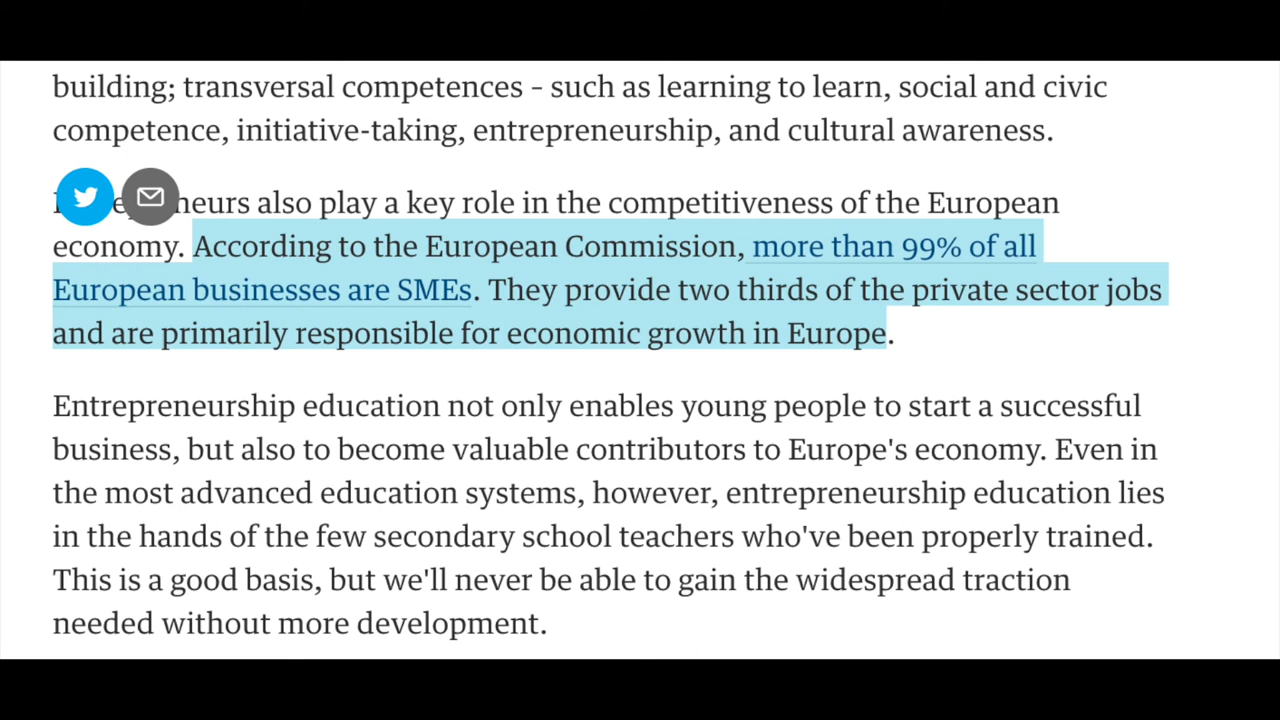 building; transversal competences – such as learning to learn, social and civic
competence, initiative-taking, entrepreneurship, and cultural awareness.
also play a key role in the competitiveness of the European
economy. According to the European Commission, more than 99% of all
European businesses are SMEs. They provide two thirds of the private sector jobs
and are primarily responsible for economic growth in Europe.
Entrepreneurship education not only enables young people to start a successful
business, but also to become valuable contributors to Europe's economy. Even in
the most advanced education systems, however, entrepreneurship education lies
in the hands of the few secondary school teachers who've been properly trained.
This is a good basis, but we'll never be able to gain the widespread traction
needed without more development.